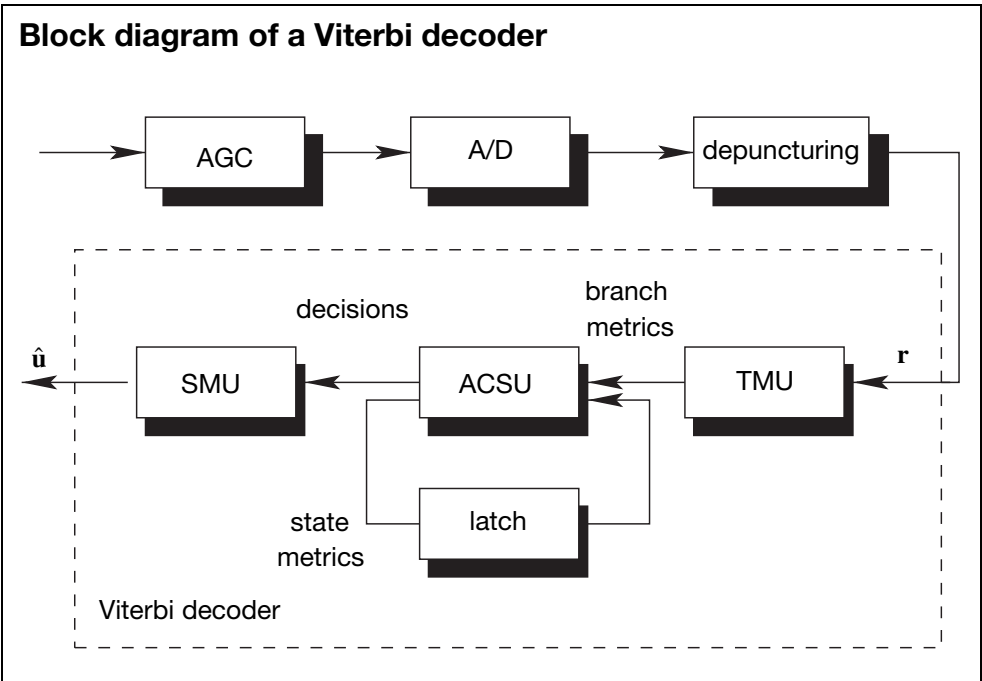 Block diagram of a Viterbi decoder
AGC
A/D
depuncturing
decisions
branch
metrics
û
SMU
ACSU
TMU
r
state
metrics
latch
Viterbi decoder